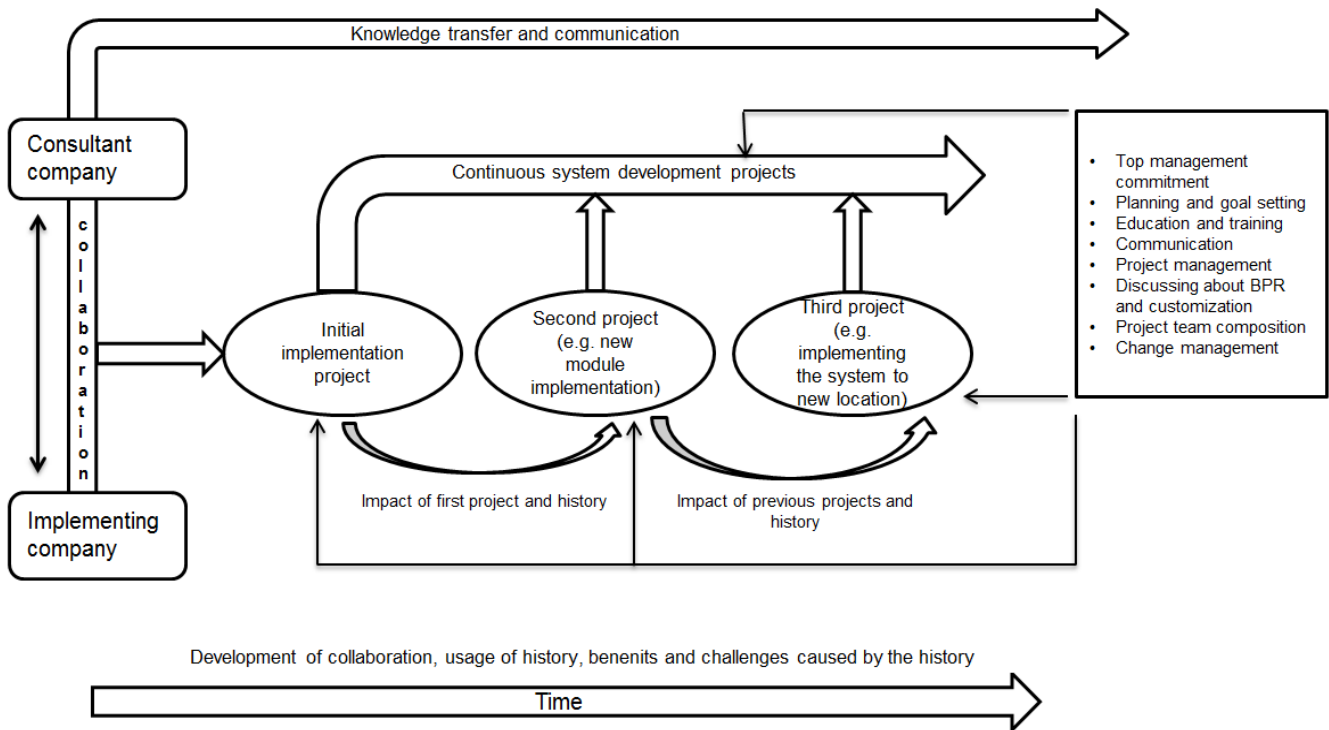 Knowledge transfer and communication
Consultant
company
Continuous system development projects
• Top management
commitment
• Planning and goal setting
• Education and training
• Communication
• Project management
• Discussing about BPR
and customization
• Project team composition
• Change management
collaboration
Initial
implementation
project
Second project
(e.g. new
module
implementation)
Third project
(e.g.
implementing
the system to
new location)
Impact of first project and history
Impact of previous projects and
history
Implementing
company
Development of collaboration, usage of history, benenits and challenges caused by the history
Time